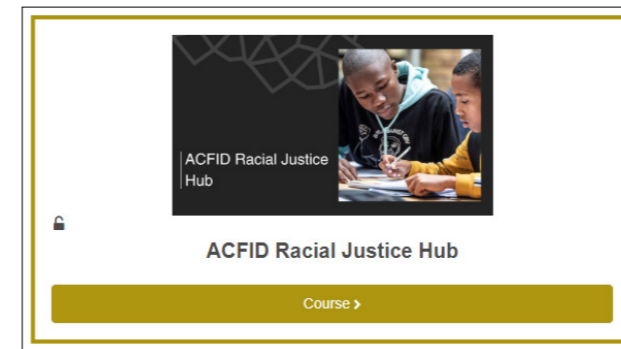 ACFID Racial Justice
Hub
ACFID Racial Justice Hub
Course >